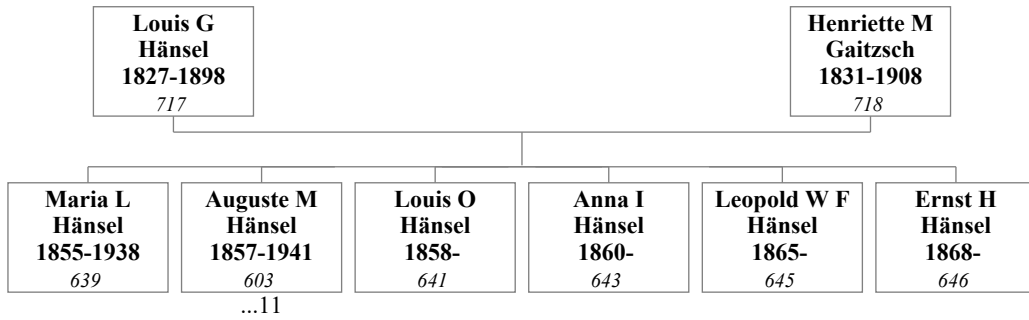 Louis G
Hänsel
1827-1898
717
Henriette M
Gaitzsch
1831-1908
718
Maria L
Hänsel
1855-1938
639
Auguste M
Hänsel
1857-1941
603
...11
Louis O
Hänsel
1858-
641
Anna I
Hänsel
1860-
643
Leopold W F
Hänsel
1865-
645
Ernst H
Hänsel
1868-
646